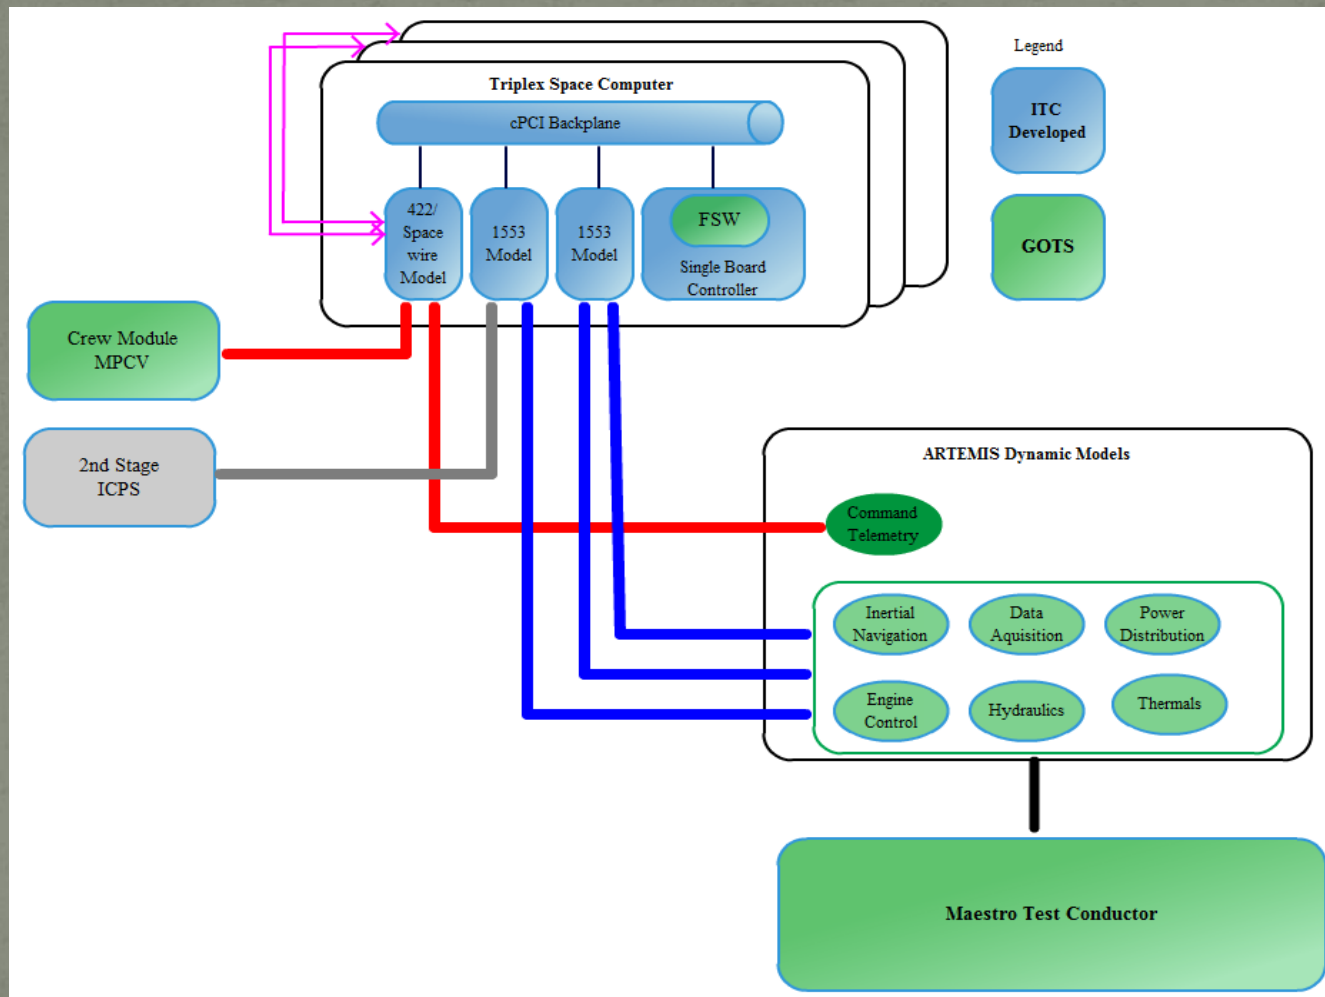 Legend
Triplex Space Computer
ITC
Developed
cPCI Backplane
422/
Space
wire
Model
1553
Model
1553
Model
FSW
Single Board
Controller
GOTS
Crew Module
MPCV
2nd Stage
ICPS
ARTEMIS Dynamic Models
Command
Telemetry
Inertial
Navigation
Data
Aquisition
Power
Distribution
Engine
Control
Hydraulics
Thermals
Maestro Test Conductor